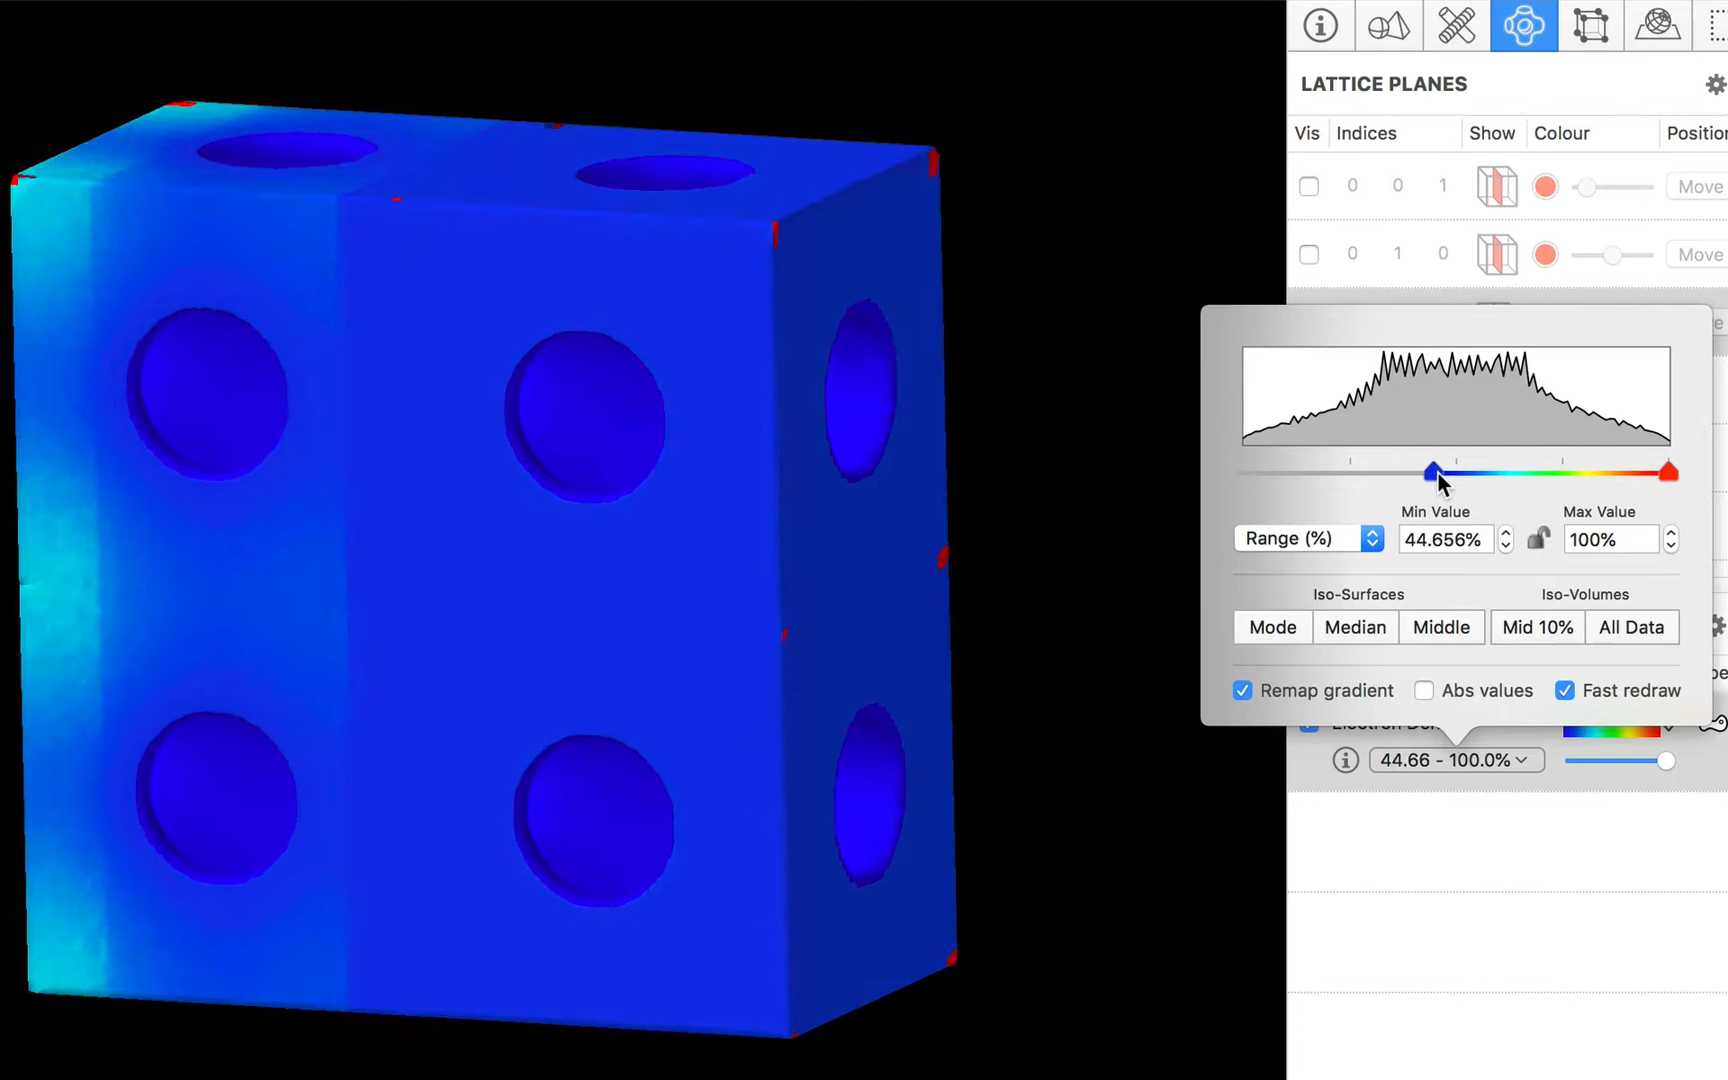 LATTICE PLANES
Vis Indices Show Colour Position
0 0 1 Move
0 1 0 Move
Min Value Max Value
Range (%) 44.656% 100%
Iso-Surfaces Iso-Volumes
Mode Median Middle Mid 10% All Data
Remap gradient Abs values Fast redraw
44.66 - 100.0%